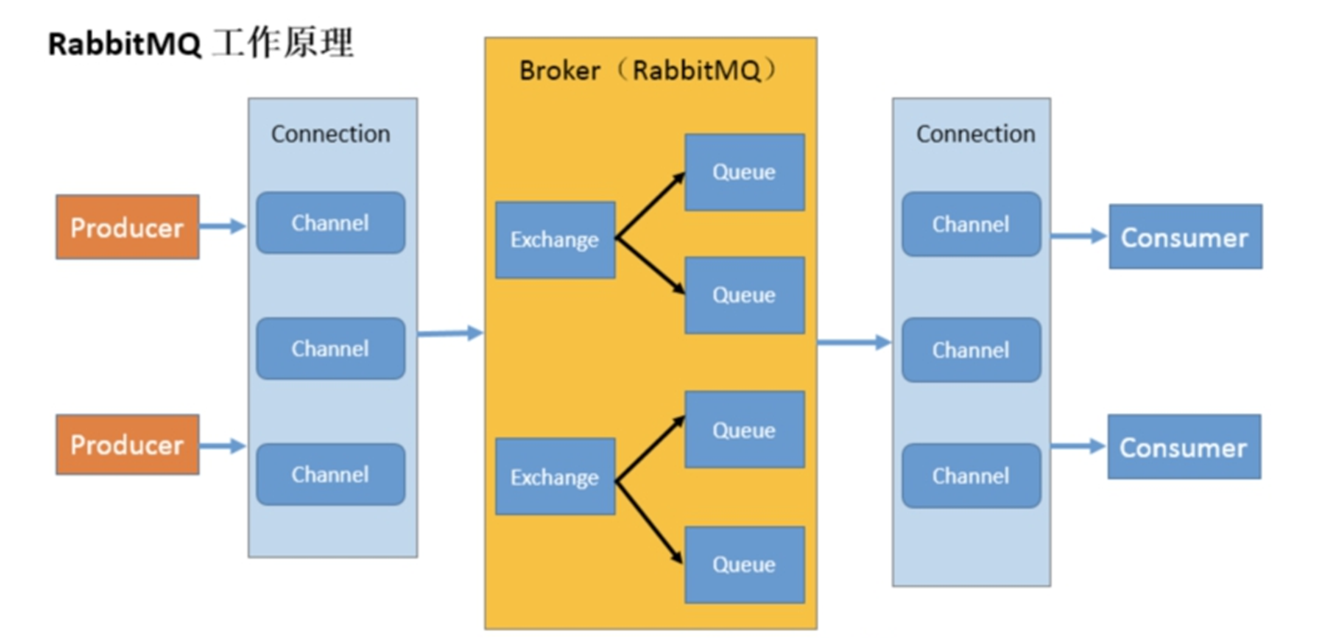 RabbitMQ 工作原理
Broker（RabbitMQ）
Connection
Connection
Producer
Producer
Channel
Channel
Channel
Exchange
Queue
Queue
Exchange
Queue
Queue
Channel
Channel
Channel
Consumer
Consumer